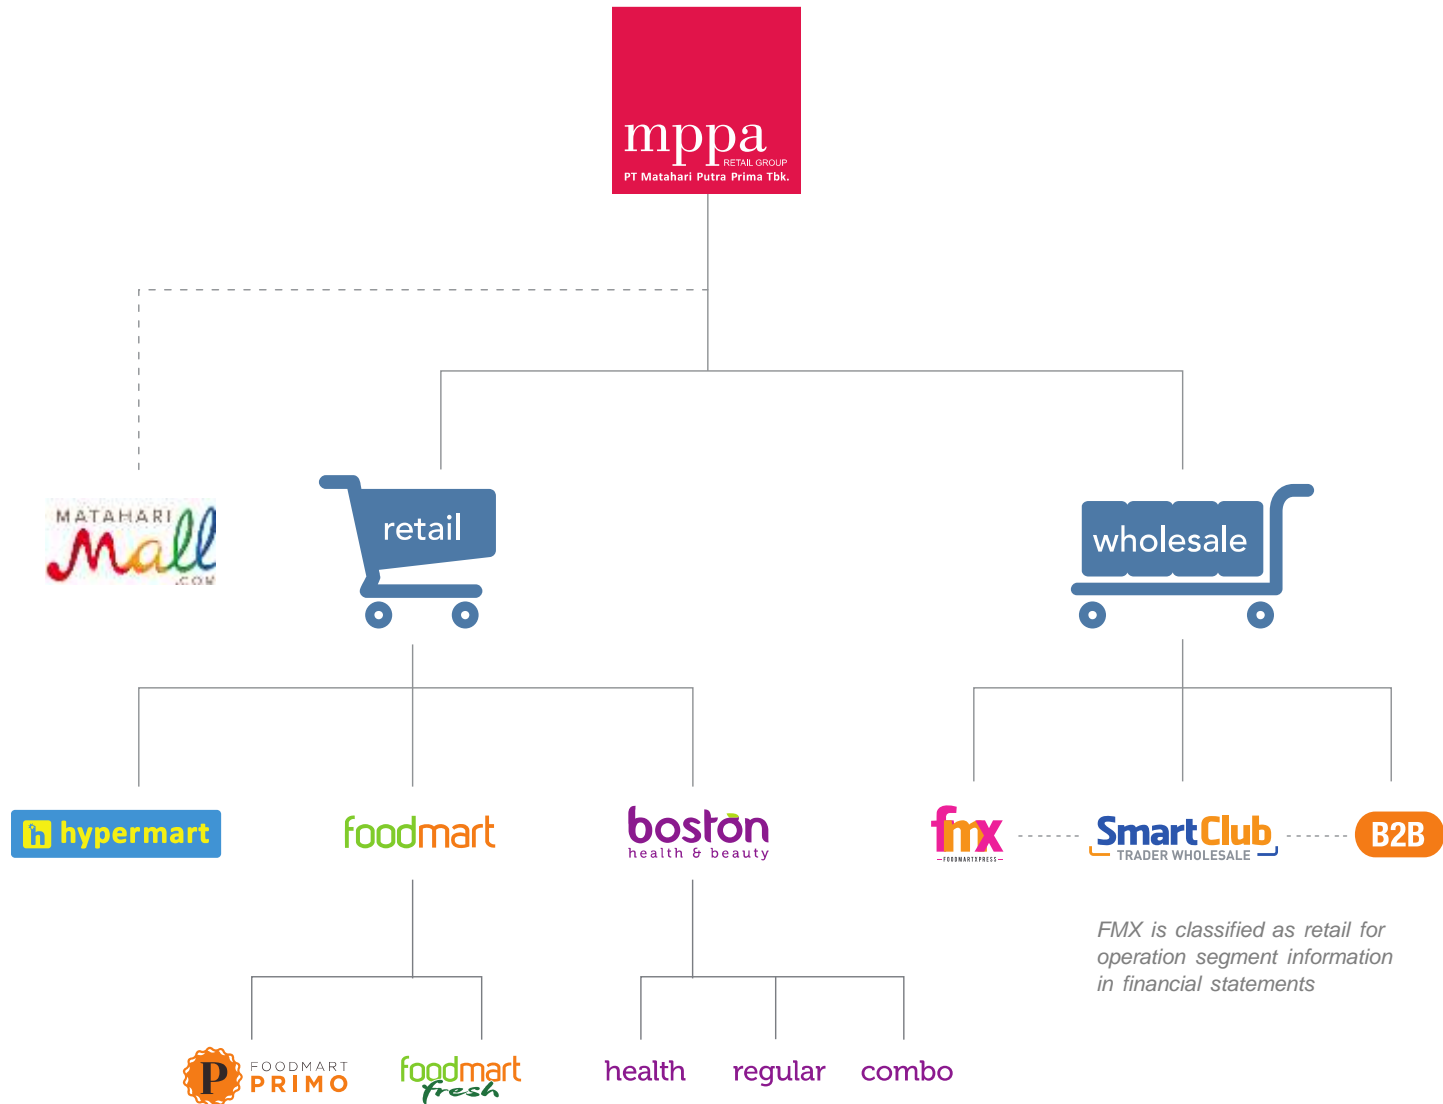 mppa
RETAIL GROUP
PT Matahari Putra Prima Tbk.
MATAHARI
Mall
.COM
retail
wholesale
h hypermart
foodmart
boston
health & beauty
fmx
FOODMARTXPRESS
SmartClub
TRADER WHOLESALE
B2B
FMX is classified as retail for
operation segment information
in financial statements
P
FOODMART
PRIMO
foodmart
fresh
health
regular
combo